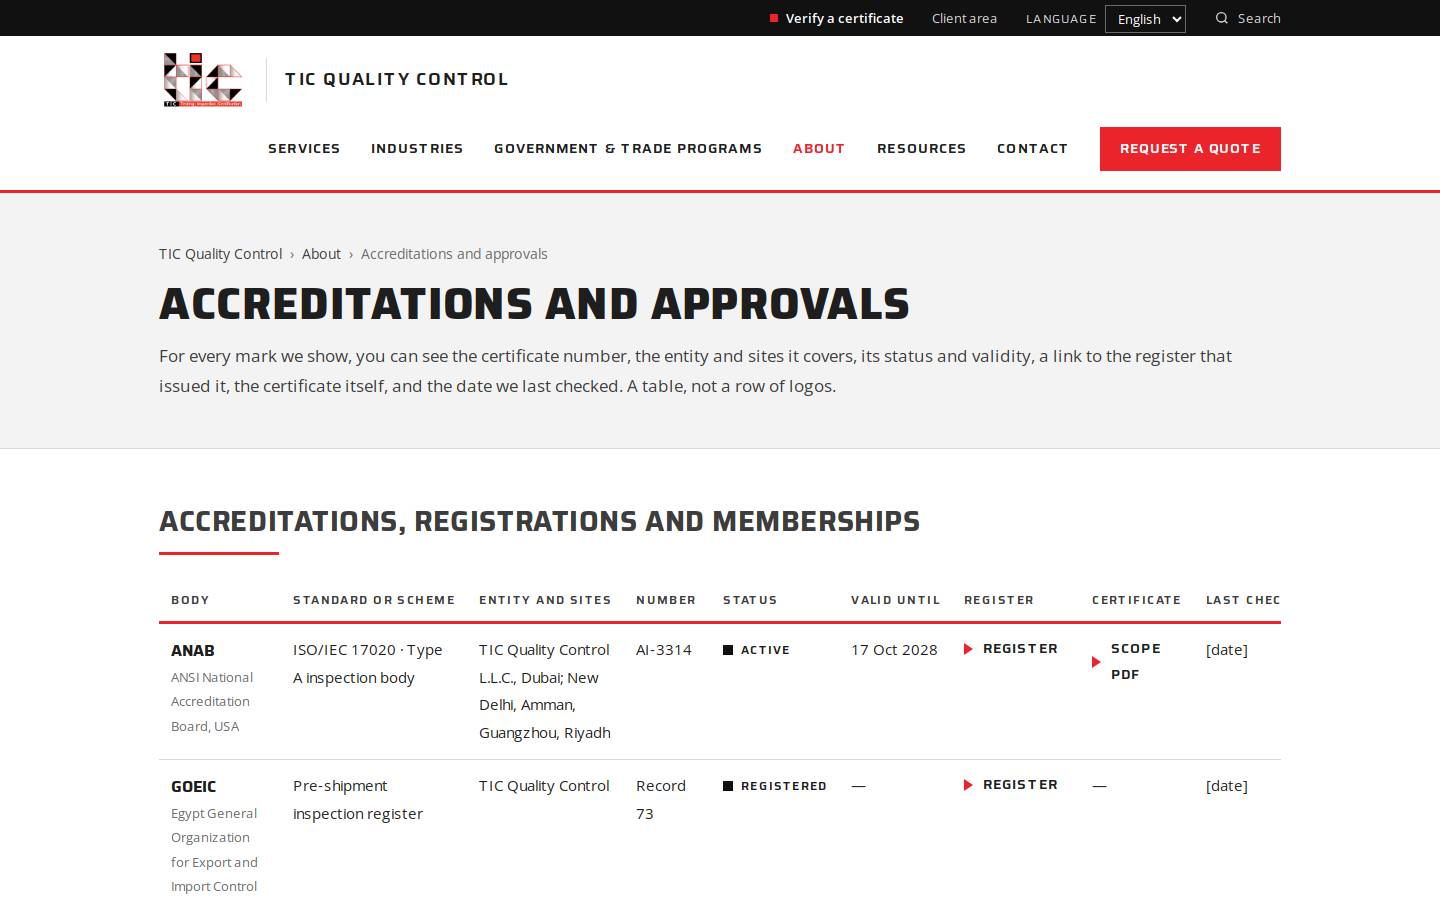 Verify a certificate
Client area
LANGUAGE
English
Search
tic
TIC QUALITY CONTROL
SERVICES
INDUSTRIES
GOVERNMENT & TRADE PROGRAMS
ABOUT
RESOURCES
CONTACT
REQUEST A QUOTE
TIC Quality Control › About › Accreditations and approvals
ACCREDITATIONS AND APPROVALS
For every mark we show, you can see the certificate number, the entity and sites it covers, its status and validity, a link to the register that
issued it, the certificate itself, and the date we last checked. A table, not a row of logos.
ACCREDITATIONS, REGISTRATIONS AND MEMBERSHIPS
BODY
STANDARD OR SCHEME
ENTITY AND SITES
NUMBER
STATUS
VALID UNTIL
REGISTER
CERTIFICATE
LAST CHEC
ANAB
ANSI National
Accreditation
Board, USA
ISO/IEC 17020 · Type
A inspection body
TIC Quality Control
L.L.C., Dubai; New
Delhi, Amman,
Guangzhou, Riyadh
AI-3314
ACTIVE
17 Oct 2028
REGISTER
SCOPE
PDF
[date]
GOEIC
Egypt General
Organization
for Export and
Import Control
Pre-shipment
inspection register
TIC Quality Control
Record
73
REGISTERED
—
REGISTER
—
[date]